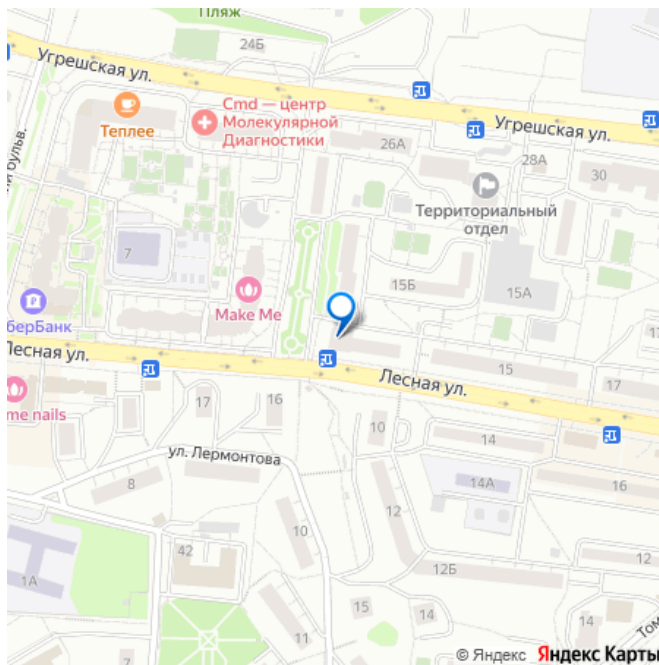 Пляж
24Б
Угрешская ул.
Теплее
Cmd — центр
Молекулярной
Диагностики
26А
Угрешская ул.
28А
30
й бульв.
Территориальный
отдел
7
15Б
15А
Make Me
берБанк
Лесная ул.
Лесная ул.
15
17
me nails
17
16
10
14
ул. Лермонтова
8
14А
16
12
10
42
12Б
12
1А
15
14
14
11
7
Том
© Яндекс Яндекс Карты